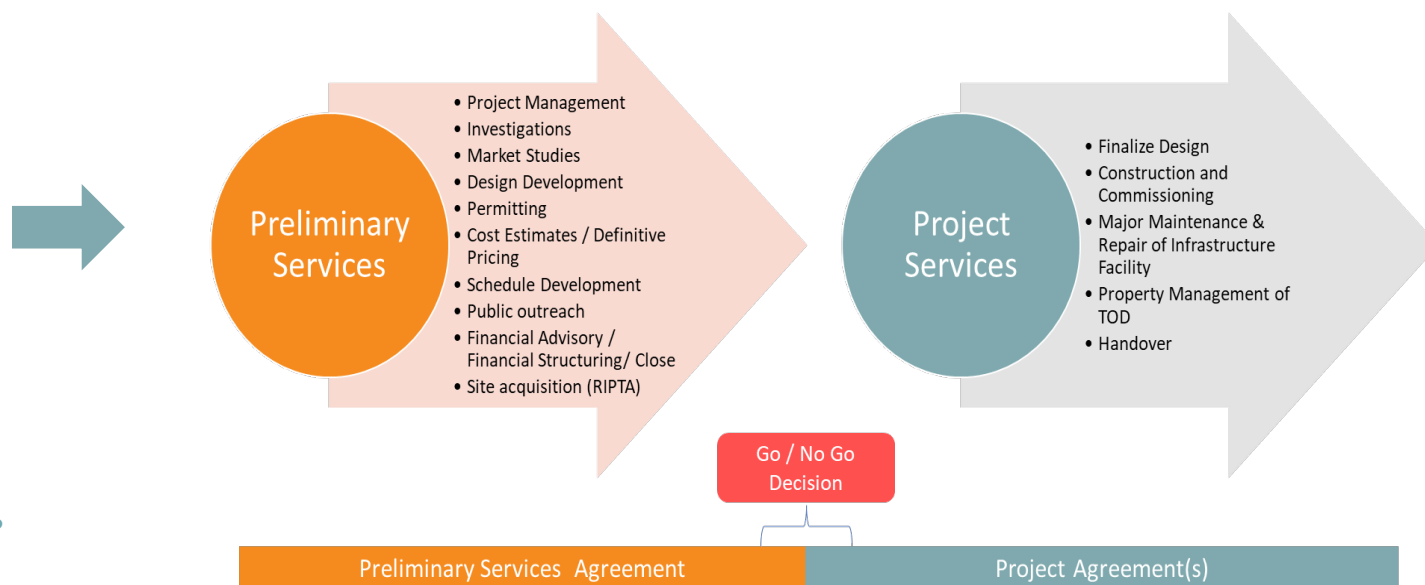 Preliminary
Services
• Project Management
• Investigations
• Market Studies
• Design Development
• Permitting
• Cost Estimates / Definitive
Pricing
• Schedule Development
• Public outreach
• Financial Advisory /
Financial Structuring/ Close
• Site acquisition (RIPTA)
Project
Services
• Finalize Design
• Construction and
Commissioning
• Major Maintenance &
Repair of Infrastructure
Facility
• Property Management of
TOD
• Handover
Go / No Go
Decision
Preliminary Services Agreement
Project Agreement(s)